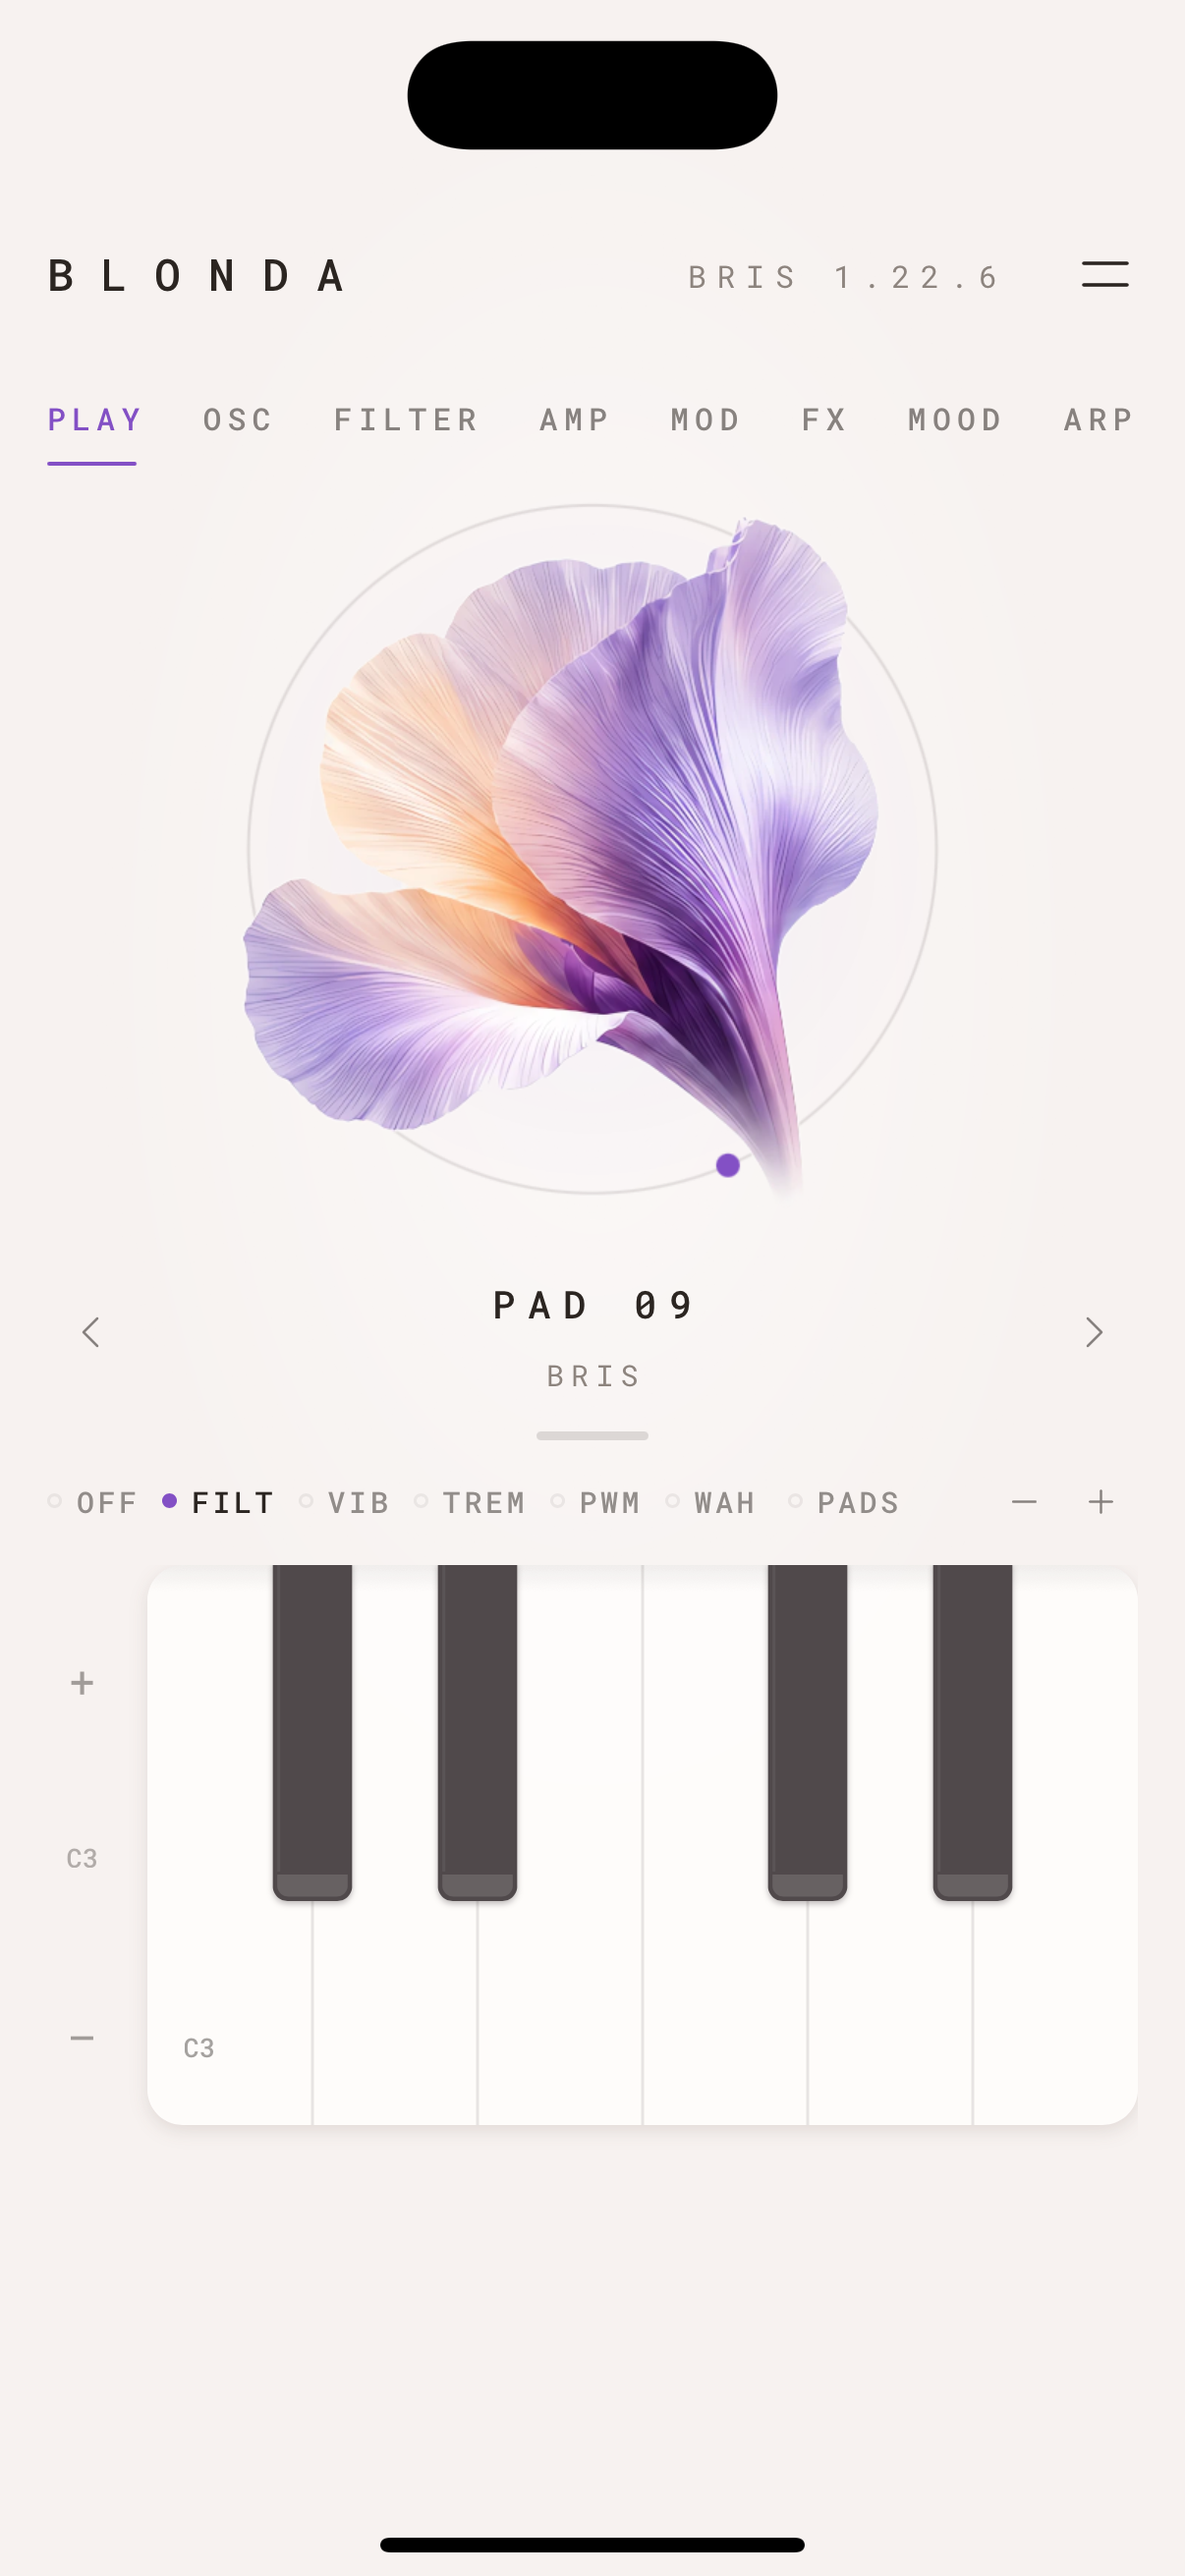 BLONDA BRIS 1.22.6
PLAY OSC FILTER AMP MOD FX MOOD ARP
PAD 09
BRIS
OFF FILT VIB TREM PWM WAH PADS − +
+
C3
−
C3